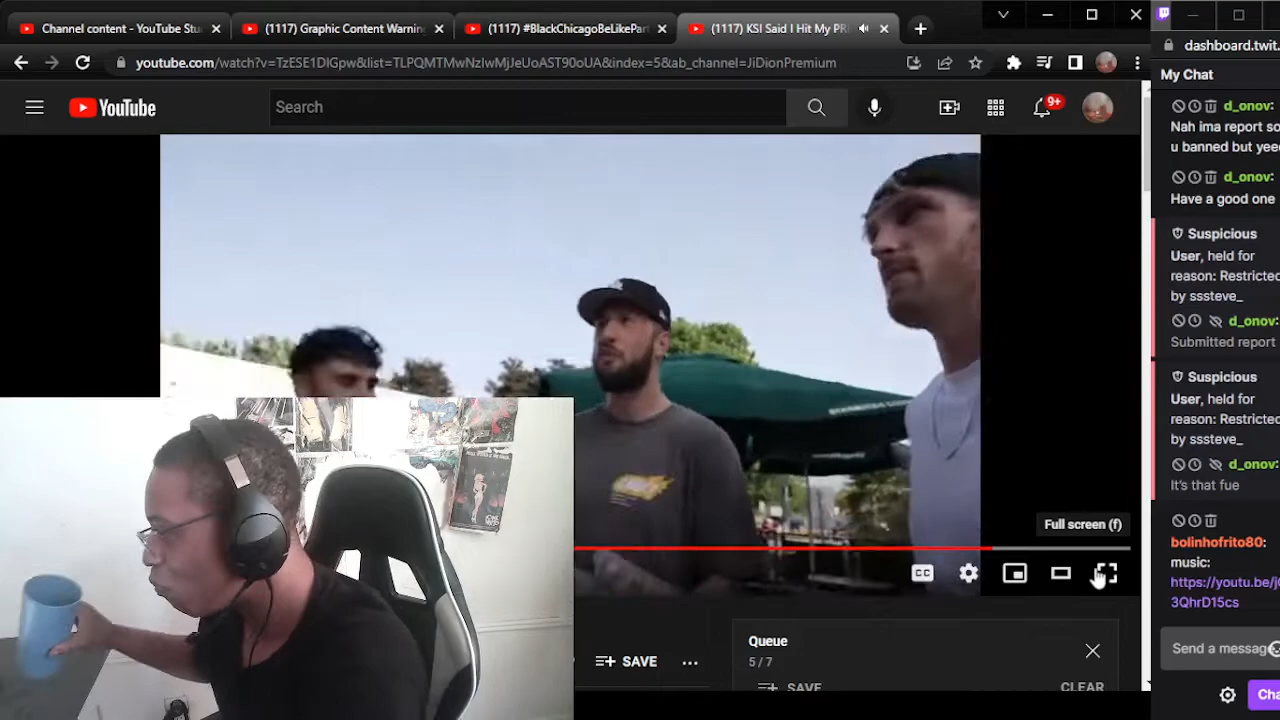 Channel content - YouTube Stu
(1117) Graphic Content Warnin
(1117) #BlackChicagoBeLikePart
(1117) KSI Said I Hit My PR
youtube.com/watch?v=TzESE1DIGpw&list=TLPQMTMwNzIwMjJeUoAST90oUA&index=5&ab_channel=JiDionPremium
dashboard.twit
YouTube
Search
9+
My Chat
d_onov:
Nah ima report so
u banned but yee
d_onov:
Have a good one
Suspicious
User, held for
reason: Restricted
by sssteve_
d_onov:
Submitted report
Suspicious
User, held for
reason: Restricted
by sssteve_
d_onov:
It's that fue
bolinhofrito80:
music:
https://youtu.be/j
3QhrD15cs
Send a message
Cha
Full screen (f)
CC
SAVE
Queue
5 / 7
SAVE
CLEAR